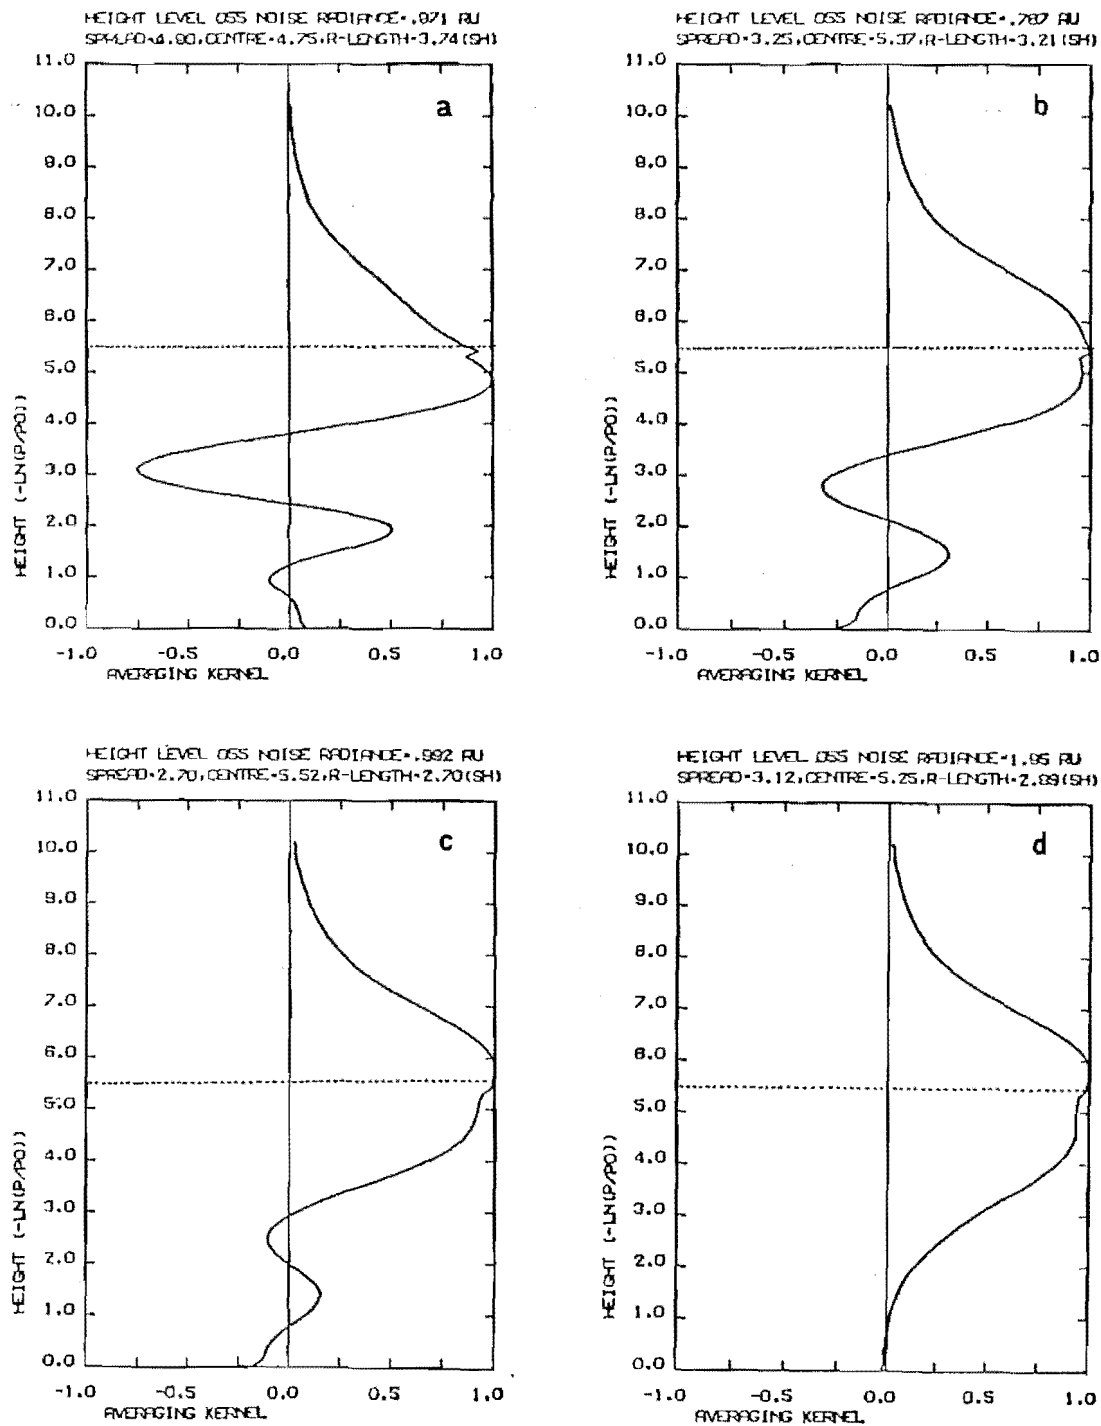 HEIGHT LEVEL 055 NOISE RADIANCE=.871 RU
SPREAD=4.80,CENTRE=4.75,R-LENGTH=3.74(SH)
a
11.0
10.0
9.0
8.0
7.0
6.0
5.0
4.0
3.0
2.0
1.0
0.0
HEIGHT (-LN(P/PO))
-1.0 -0.5 0.0 0.5 1.0
AVERAGING KERNEL
HEIGHT LEVEL 055 NOISE RADIANCE=.787 RU
SPREAD=3.25,CENTRE=5.37,R-LENGTH=3.21(SH)
b
11.0
10.0
9.0
8.0
7.0
6.0
5.0
4.0
3.0
2.0
1.0
0.0
HEIGHT (-LN(P/PO))
-1.0 -0.5 0.0 0.5 1.0
AVERAGING KERNEL
HEIGHT LEVEL 055 NOISE RADIANCE=.992 RU
SPREAD=2.70,CENTRE=5.52,R-LENGTH=2.70(SH)
c
11.0
10.0
9.0
8.0
7.0
6.0
5.0
4.0
3.0
2.0
1.0
0.0
HEIGHT (-LN(P/PO))
-1.0 -0.5 0.0 0.5 1.0
AVERAGING KERNEL
HEIGHT LEVEL 055 NOISE RADIANCE=1.95 RU
SPREAD=3.12,CENTRE=5.25,R-LENGTH=2.89(SH)
d
11.0
10.0
9.0
8.0
7.0
6.0
5.0
4.0
3.0
2.0
1.0
0.0
HEIGHT (-LN(P/PO))
-1.0 -0.5 0.0 0.5 1.0
AVERAGING KERNEL